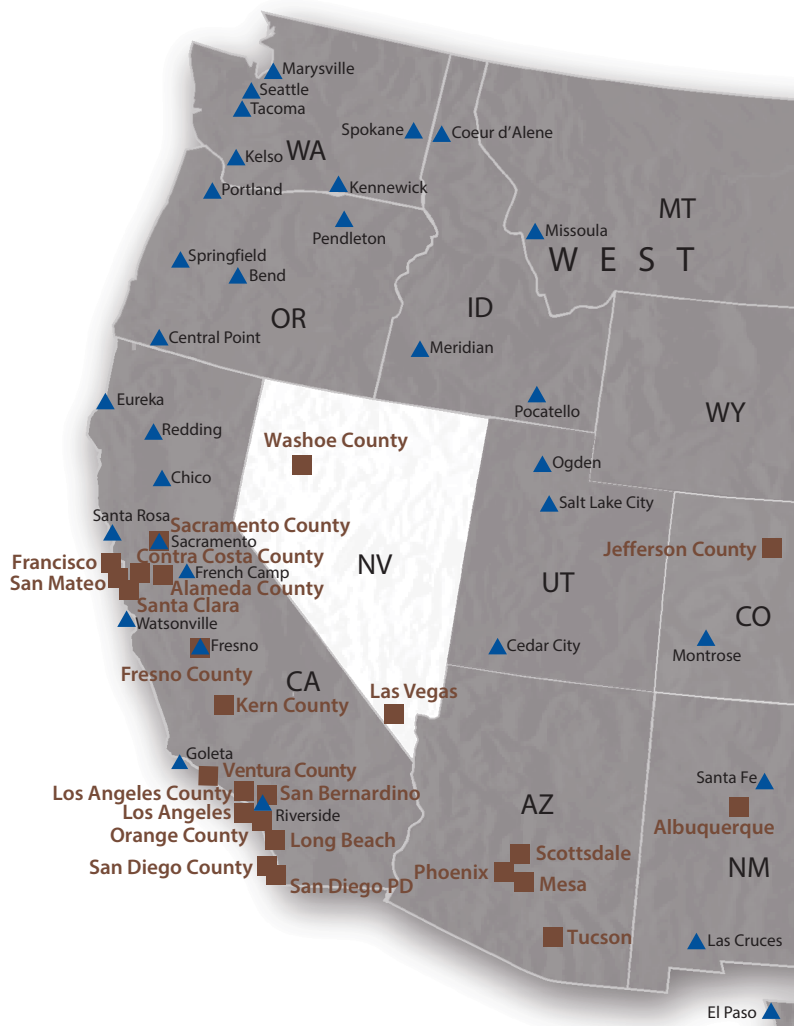 Marysville
Seattle
Tacoma
Spokane
Coeur d'Alene
WA
Kelso
Kennewick
Portland
MT
Pendleton
Missoula
Springfield
WEST
Bend
OR
ID
Central Point
Meridian
Eureka
Pocatello
WY
Redding
Washoe County
Ogden
Chico
Salt Lake City
Santa Rosa
Sacramento County
Sacramento
Jefferson County
Contra Costa County
Francisco
NV
French Camp
San Mateo
Alameda County
UT
Santa Clara
CO
Watsonville
Fresno
Cedar City
Montrose
Fresno County
CA
Las Vegas
Kern County
Goleta
Ventura County
Santa Fe
Los Angeles County
San Bernardino
AZ
Los Angeles
Riverside
Albuquerque
Orange County
Long Beach
Scottsdale
San Diego County
Phoenix
NM
San Diego PD
Mesa
Tucson
Las Cruces
El Paso